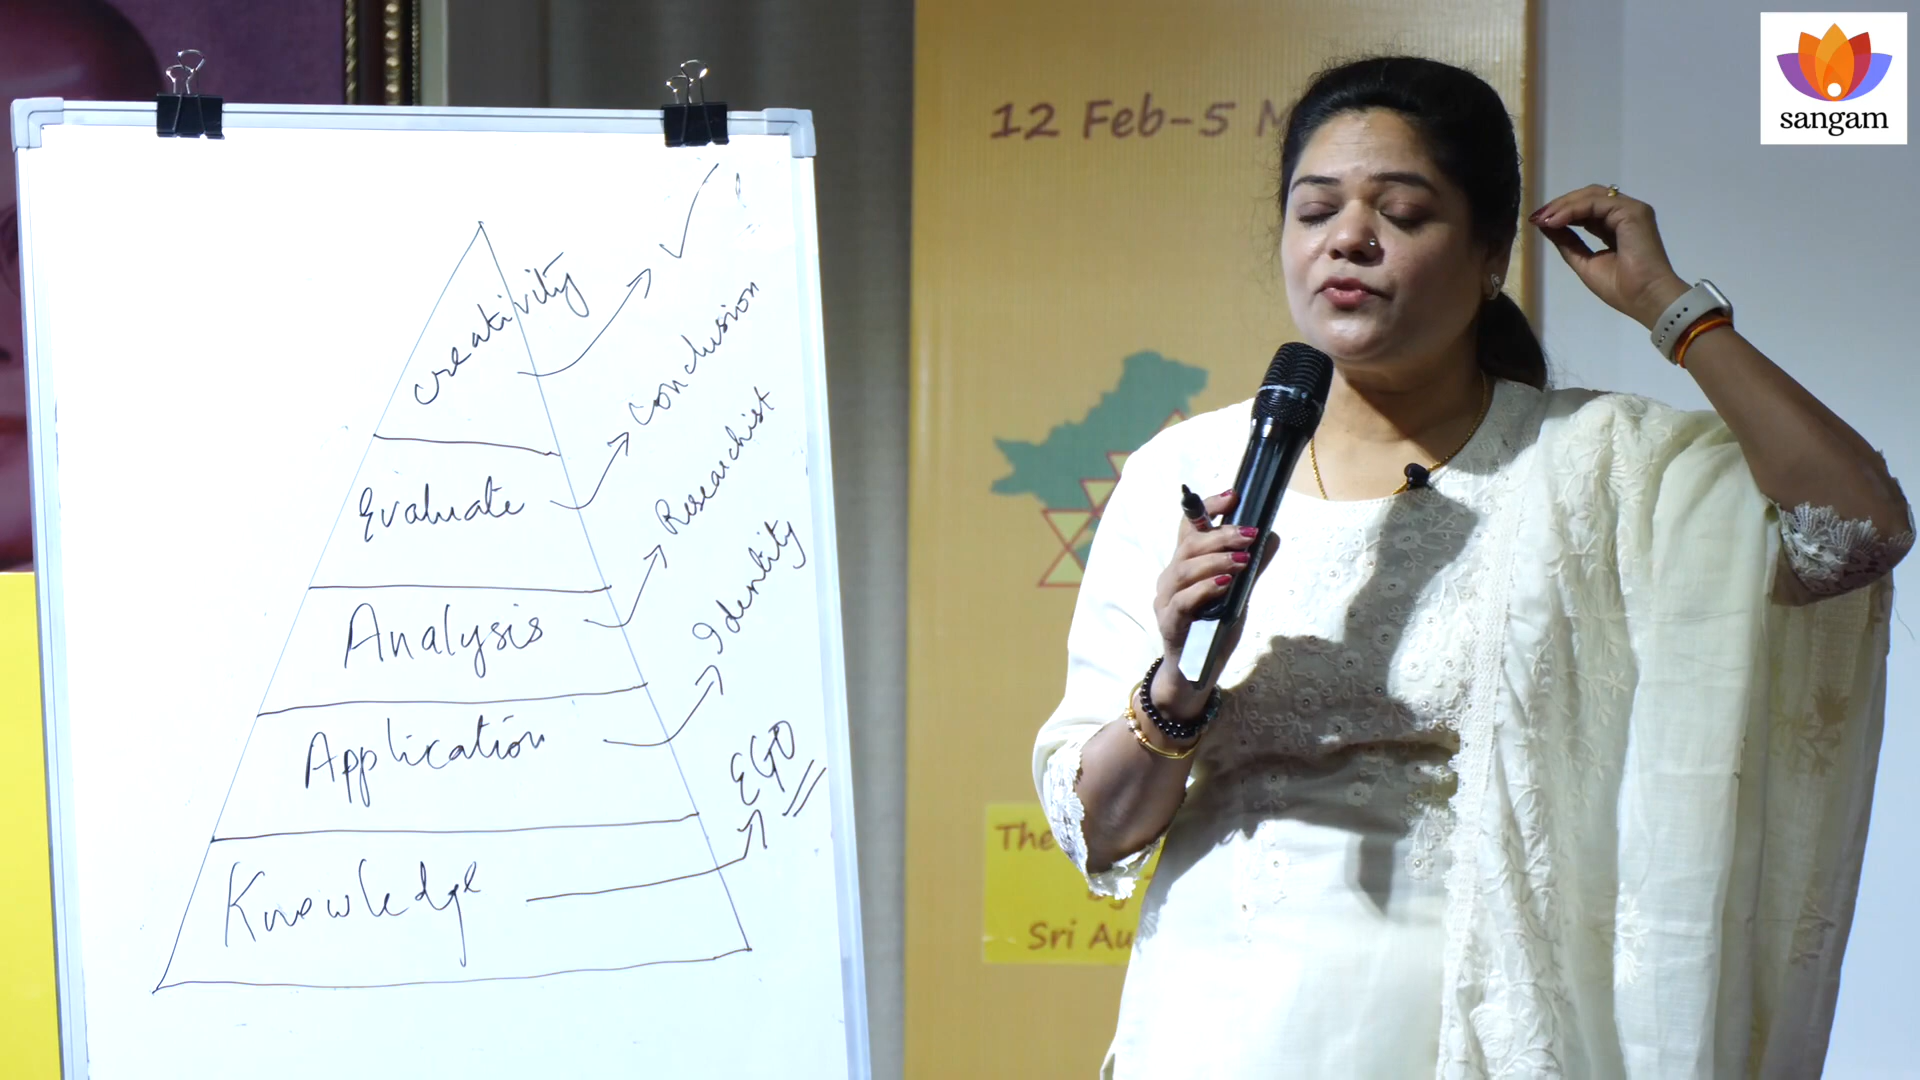 creativity
Conclusion
Evaluate
Researchist
Analysis
Identity
Application
EGO
Knowledge
12 Feb-5
The
Sri Au
sangam